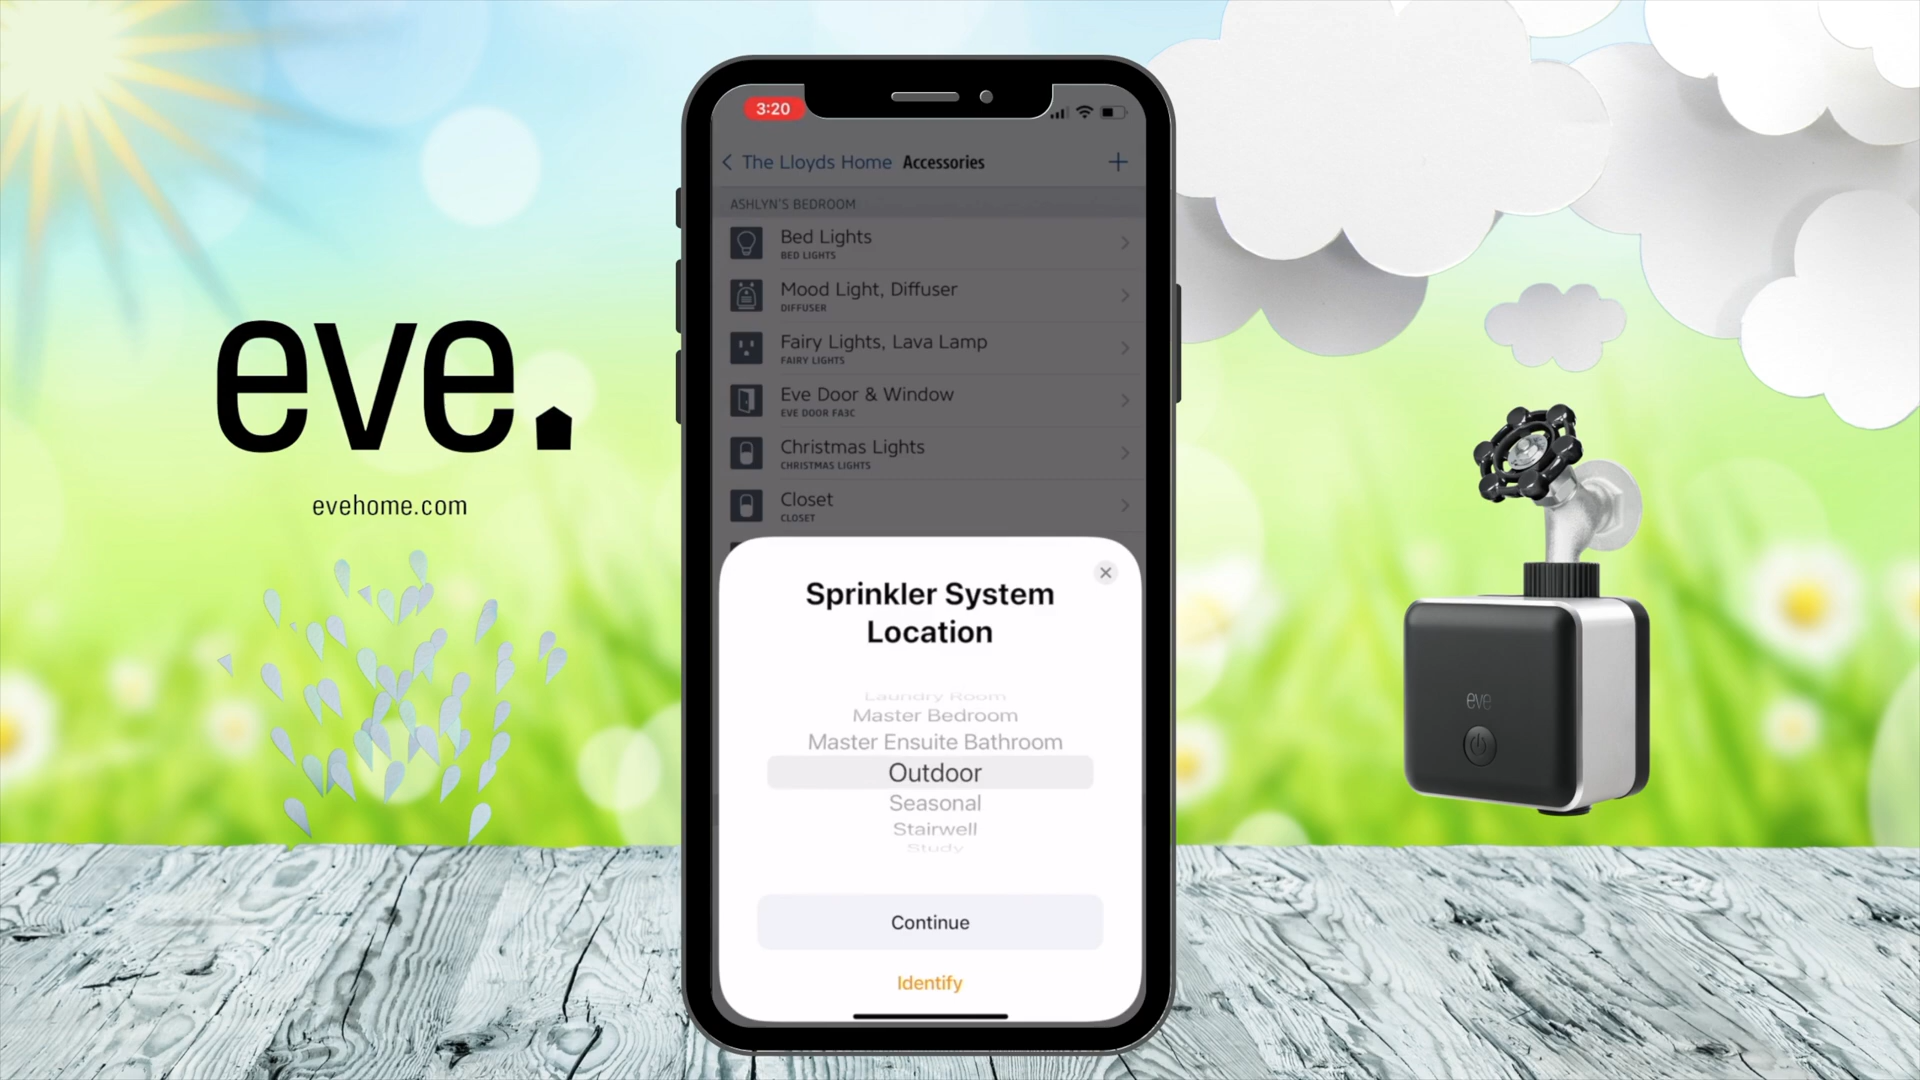 eve.
evehome.com
3:20
The Lloyds Home Accessories
ASHLYN'S BEDROOM
Bed Lights
BED LIGHTS
Mood Light, Diffuser
DIFFUSER
Fairy Lights, Lava Lamp
FAIRY LIGHTS
Eve Door & Window
EVE DOOR FA3C
Christmas Lights
CHRISTMAS LIGHTS
Closet
CLOSET
Sprinkler System
Location
Laundry Room
Master Bedroom
Master Ensuite Bathroom
Outdoor
Seasonal
Stairwell
Study
Continue
Identify
eve